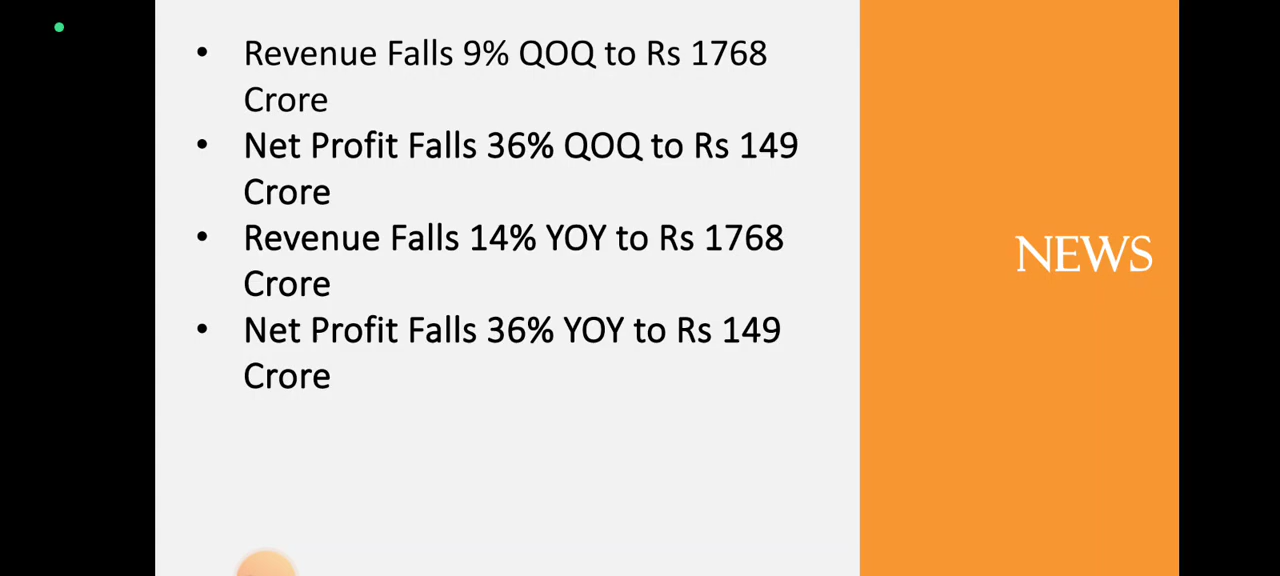 • Revenue Falls 9% QOQ to Rs 1768
Crore
• Net Profit Falls 36% QOQ to Rs 149
Crore
• Revenue Falls 14% YOY to Rs 1768
Crore
• Net Profit Falls 36% YOY to Rs 149
Crore
NEWS